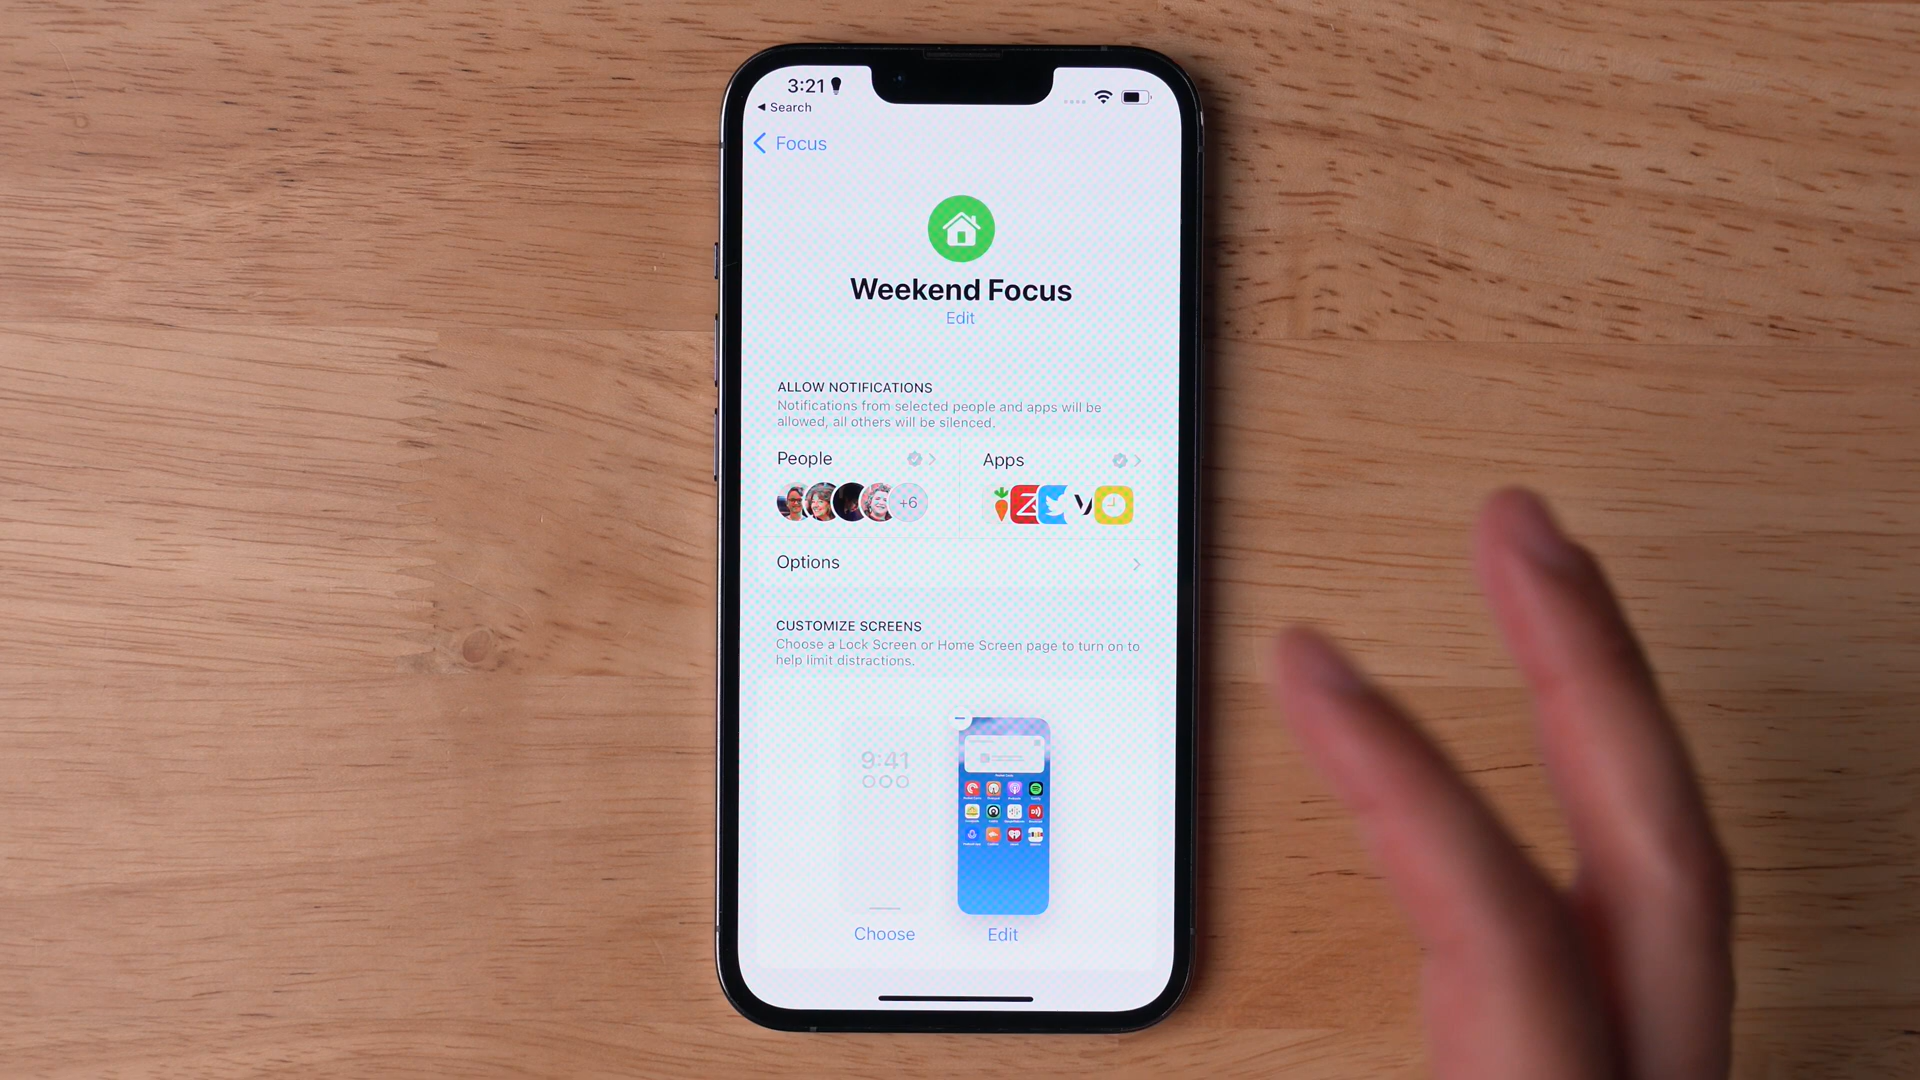 3:21
Search
Focus
Weekend Focus
Edit
ALLOW NOTIFICATIONS
Notifications from selected people and apps will be
allowed, all others will be silenced.
People
Apps
+6
Options
CUSTOMIZE SCREENS
Choose a Lock Screen or Home Screen page to turn on to
help limit distractions.
9:41
Choose
Edit